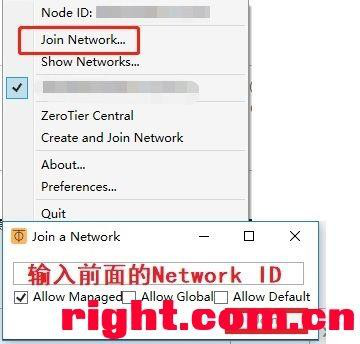 Node ID:
Join Network...
Show Networks...
ZeroTier Central
Create and Join Network
About...
Preferences...
Quit
Join a Network
输入前面的Network ID
Allow Managed Allow Global Allow Default
right.com.cn